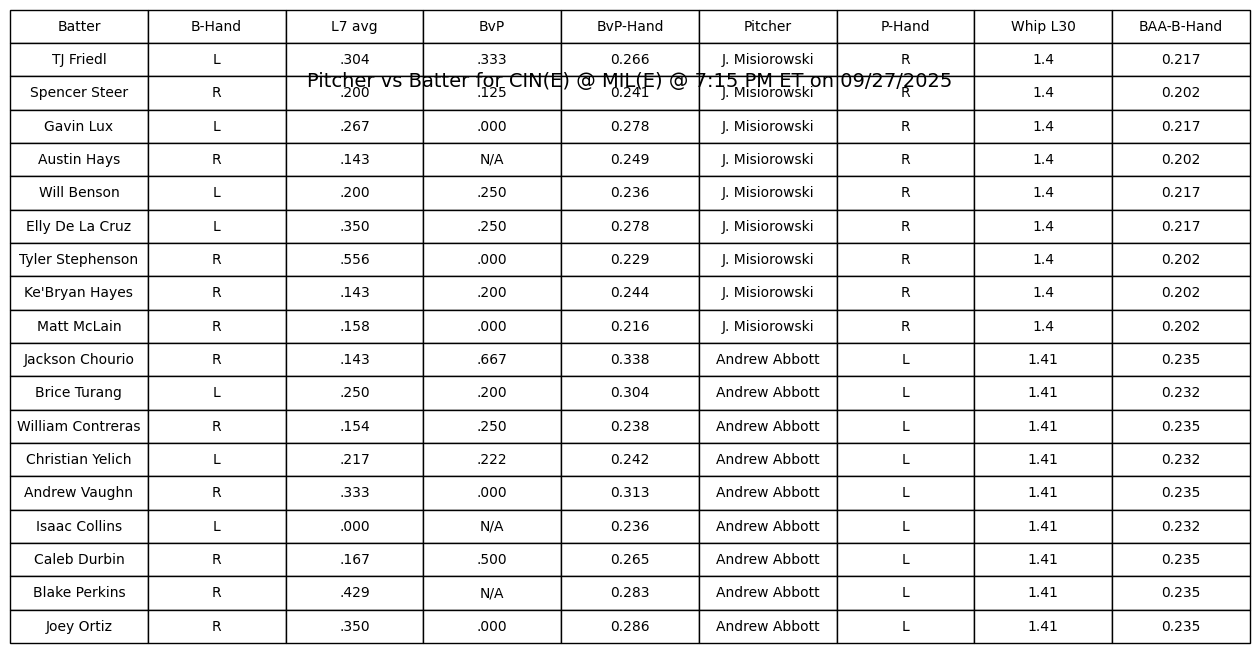 Batter B-Hand L7 avg BvP BvP-Hand Pitcher P-Hand Whip L30 BAA-B-Hand
TJ Friedl L .304 .333 0.266 J. Misiorowski R 1.4 0.217
Pitcher vs Batter for CIN(E) @ MIL(E) @ 7:15 PM ET on 09/27/2025
Spencer Steer R .200 .125 0.241 J. Misiorowski R 1.4 0.202
Gavin Lux L .267 .000 0.278 J. Misiorowski R 1.4 0.217
Austin Hays R .143 N/A 0.249 J. Misiorowski R 1.4 0.202
Will Benson L .200 .250 0.236 J. Misiorowski R 1.4 0.217
Elly De La Cruz L .350 .250 0.278 J. Misiorowski R 1.4 0.217
Tyler Stephenson R .556 .000 0.229 J. Misiorowski R 1.4 0.202
Ke'Bryan Hayes R .143 .200 0.244 J. Misiorowski R 1.4 0.202
Matt McLain R .158 .000 0.216 J. Misiorowski R 1.4 0.202
Jackson Chourio R .143 .667 0.338 Andrew Abbott L 1.41 0.235
Brice Turang L .250 .200 0.304 Andrew Abbott L 1.41 0.232
William Contreras R .154 .250 0.238 Andrew Abbott L 1.41 0.235
Christian Yelich L .217 .222 0.242 Andrew Abbott L 1.41 0.232
Andrew Vaughn R .333 .000 0.313 Andrew Abbott L 1.41 0.235
Isaac Collins L .000 N/A 0.236 Andrew Abbott L 1.41 0.232
Caleb Durbin R .167 .500 0.265 Andrew Abbott L 1.41 0.235
Blake Perkins R .429 N/A 0.283 Andrew Abbott L 1.41 0.235
Joey Ortiz R .350 .000 0.286 Andrew Abbott L 1.41 0.235